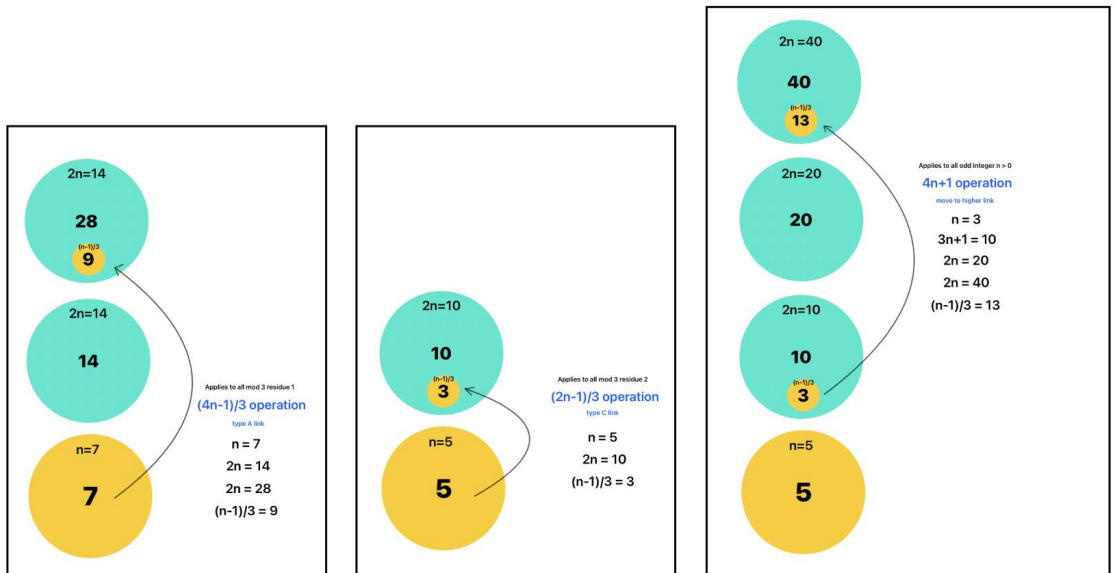 2n=14
28
(n-1)/3
9
2n=14
14
n=7
7
Applies to all mod 3 residue 1
(4n-1)/3 operation
type A link
n = 7
2n = 14
2n = 28
(n-1)/3 = 9
2n=10
10
(n-1)/3
3
n=5
5
Applies to all mod 3 residue 2
(2n-1)/3 operation
type C link
n = 5
2n = 10
(n-1)/3 = 3
2n =40
40
(n-1)/3
13
2n=20
20
2n=10
10
(n-1)/3
3
n=5
5
Applies to all odd integer n > 0
4n+1 operation
move to higher link
n = 3
3n+1 = 10
2n = 20
2n = 40
(n-1)/3 = 13